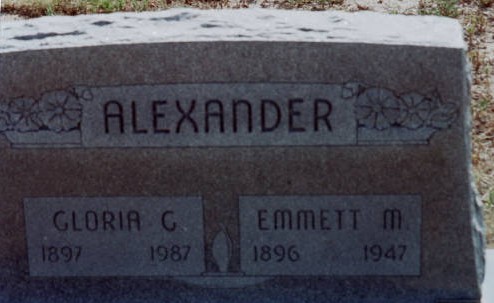 ALEXANDER
GLORIA G
1897 1987
EMMETT M
1896 1947